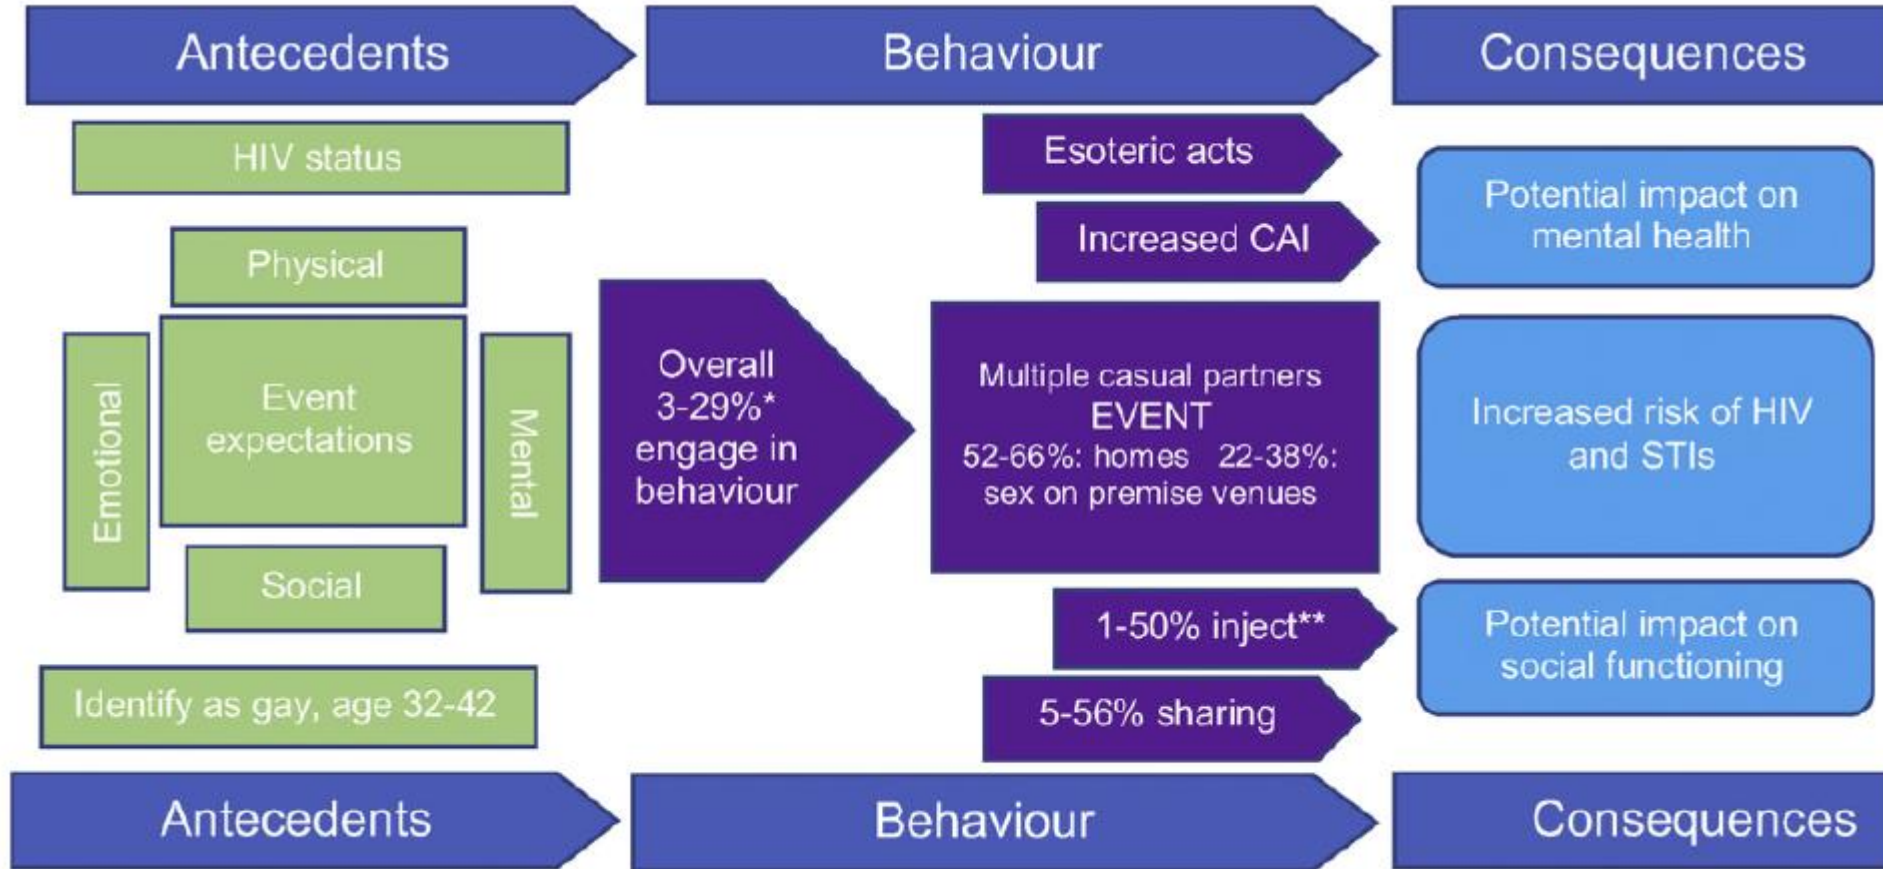 Antecedents
Behaviour
Consequences
HIV status
Physical
Emotional
Event
expectations
Mental
Social
Identify as gay, age 32-42
Overall
3-29%*
engage in
behaviour
Esoteric acts
Increased CAI
Multiple casual partners
EVENT
52-66%: homes 22-38%:
sex on premise venues
1-50% inject**
5-56% sharing
Potential impact on
mental health
Increased risk of HIV
and STIs
Potential impact on
social functioning
Antecedents
Behaviour
Consequences